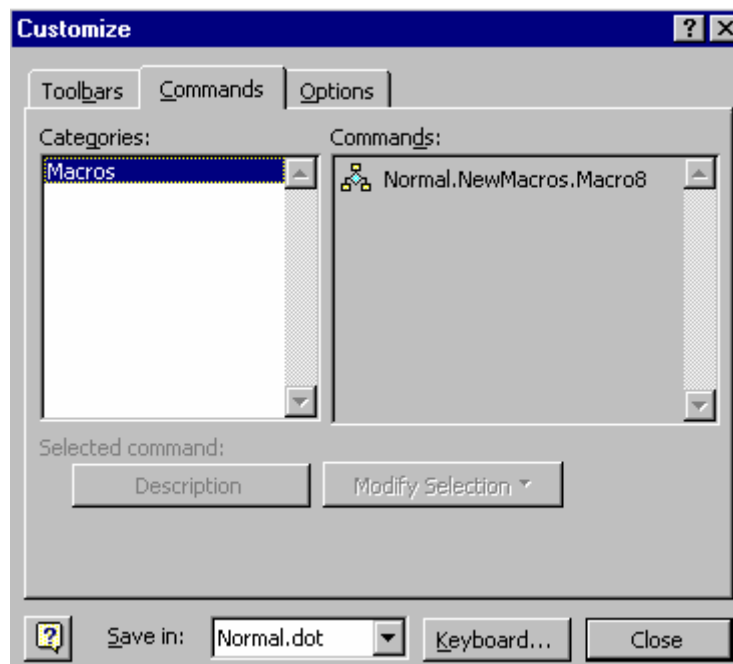 Customize
Toolbars Commands Options
Categories: Commands:
Macros Normal.NewMacros.Macro8
Selected command:
Description Modify Selection
Save in: Normal.dot Keyboard... Close